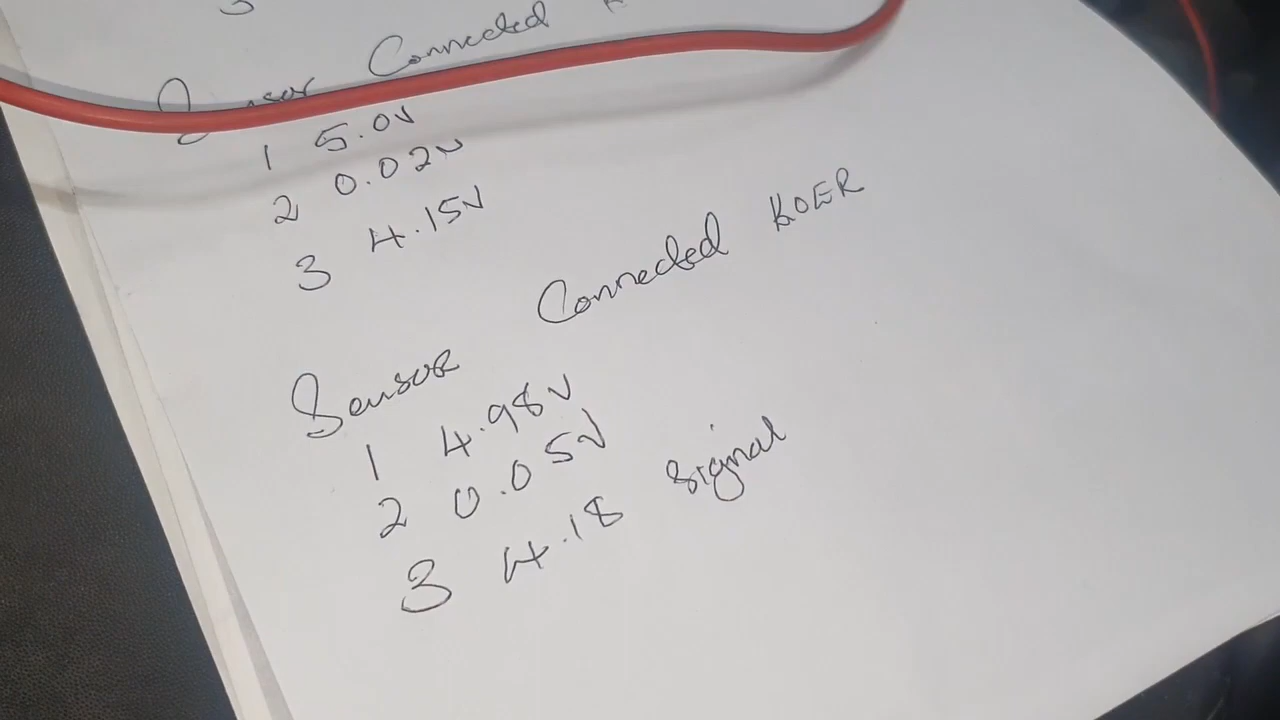 Sensor Connected
1 5.0V
2 0.02V
3 4.15V
Sensor Connected KOER
1 4.98V
2 0.05V
3 4.18 Signal